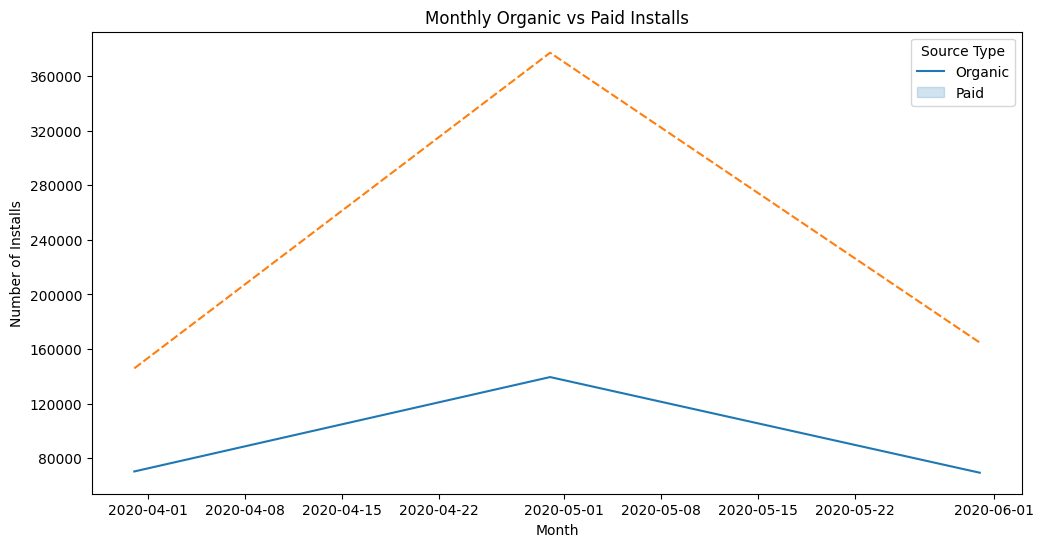 Monthly Organic vs Paid Installs
Source Type
Organic
Paid
Number of Installs
360000
320000
280000
240000
200000
160000
120000
80000
2020-04-01 2020-04-08 2020-04-15 2020-04-22 2020-05-01 2020-05-08 2020-05-15 2020-05-22 2020-06-01
Month